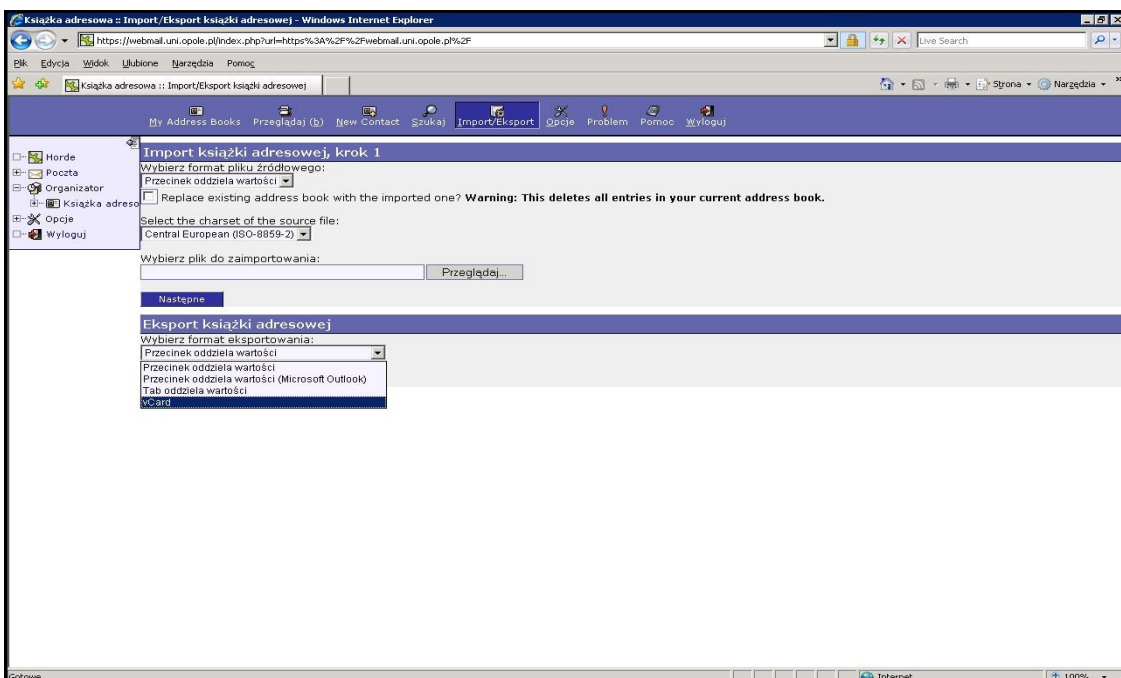 Książka adresowa :: Import/Eksport książki adresowej - Windows Internet Explorer
https://webmail.uni.opole.pl/index.php?url=https%3A%2F%2Fwebmail.uni.opole.pl%2F
Live Search
Plik Edycja Widok Ulubione Narzędzia Pomoc
Książka adresowa :: Import/Eksport książki adresowej
Strona Narzędzia »
My Address Books Przeglądaj (b) New Contact Szukaj Import/Eksport Opcje Problem Pomoc Wyloguj
Horde
Poczta
Organizator
Książka adreso
Opcje
Wyloguj
Import książki adresowej, krok 1
Wybierz format pliku źródłowego:
Przecinek oddziela wartości
Replace existing address book with the imported one? Warning: This deletes all entries in your current address book.
Select the charset of the source file:
Central European (ISO-8859-2)
Wybierz plik do zaimportowania:
Przeglądaj...
Następne
Eksport książki adresowej
Wybierz format eksportowania:
Przecinek oddziela wartości
Przecinek oddziela wartości
Przecinek oddziela wartości (Microsoft Outlook)
Tab oddziela wartości
vCard
Gotowe
Internet
100%